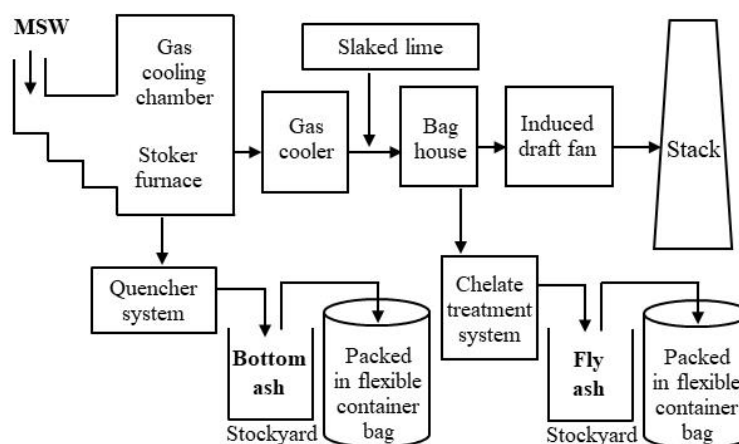 MSW
Gas
cooling
chamber
Stoker
furnace
Slaked lime
Gas
cooler
Bag
house
Induced
draft fan
Stack
Quencher
system
Bottom
ash
Stockyard
Packed
in flexible
container
bag
Chelate
treatment
system
Fly
ash
Stockyard
Packed
in flexible
container
bag